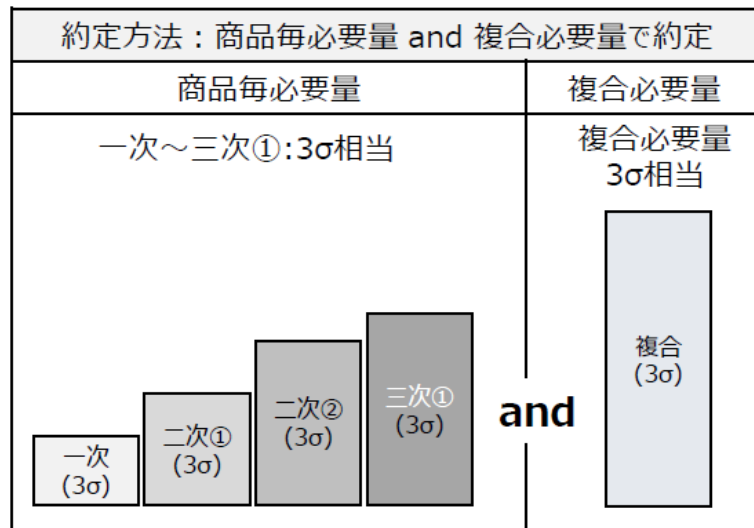 約定方法：商品毎必要量 and 複合必要量で約定
商品毎必要量
複合必要量
一次～三次①:3σ相当
複合必要量
3σ相当
一次
(3σ)
二次①
(3σ)
二次②
(3σ)
三次①
(3σ)
and
複合
(3σ)